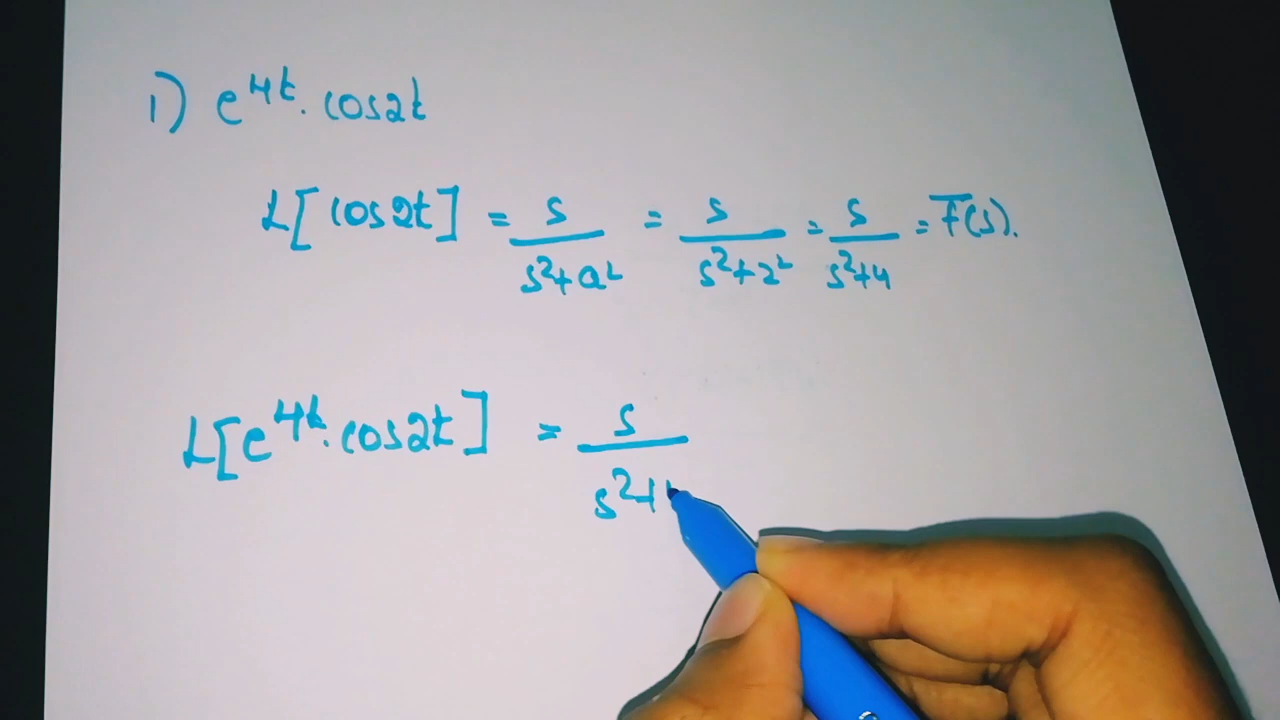 1) e^4t . cos2t
L[cos2t] = s/s²+a² = s/s²+2² = s/s²+4 = F̅(s).
L[e^4t . cos2t] = s/s²+